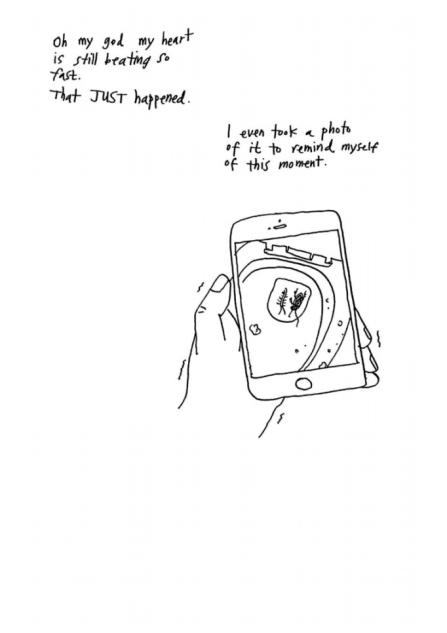 Oh my god my heart
is still beating so
fast.
That JUST happened.
I even took a photo
of it to remind myself
of this moment.